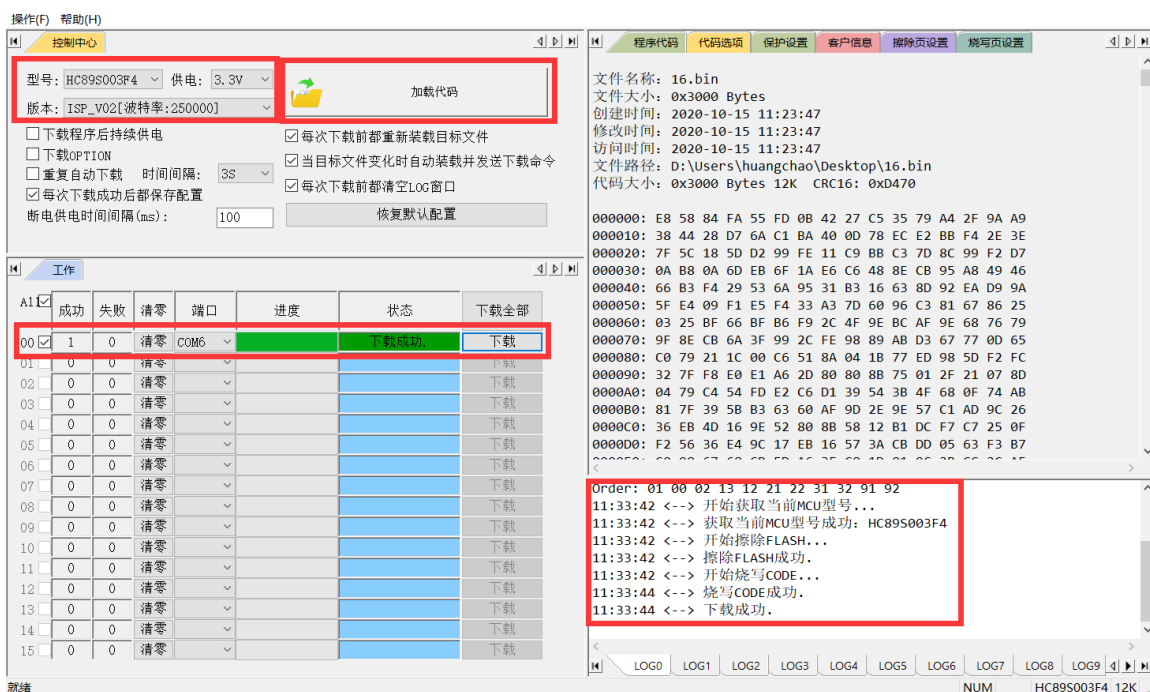 操作(F) 帮助(H)
控制中心
型号: HC89S003F4 供电: 3.3V
版本: ISP_V02[波特率:250000]
加载代码
下载程序后持续供电
下载OPTION
重复自动下载 时间间隔: 3S
每次下载成功后都保存配置
断电供电时间间隔(ms): 100
每次下载前都重新装载目标文件
当目标文件变化时自动装载并发送下载命令
每次下载前都清空LOG窗口
恢复默认配置
工作
All 成功 失败 清零 端口 进度 状态 下载全部
00 1 0 清零 COM6 下载成功. 下载
01 0 0 清零 下载
02 0 0 清零 下载
03 0 0 清零 下载
04 0 0 清零 下载
05 0 0 清零 下载
06 0 0 清零 下载
07 0 0 清零 下载
08 0 0 清零 下载
09 0 0 清零 下载
10 0 0 清零 下载
11 0 0 清零 下载
12 0 0 清零 下载
13 0 0 清零 下载
14 0 0 清零 下载
15 0 0 清零 下载
程序代码 代码选项 保护设置 客户信息 擦除页设置 烧写页设置
文件名称: 16.bin
文件大小: 0x3000 Bytes
创建时间: 2020-10-15 11:23:47
修改时间: 2020-10-15 11:23:47
访问时间: 2020-10-15 11:23:47
文件路径: D:\Users\huangchao\Desktop\16.bin
代码大小: 0x3000 Bytes 12K CRC16: 0xD470
000000: E8 58 84 FA 55 FD 0B 42 27 C5 35 79 A4 2F 9A A9
000010: 38 44 28 D7 6A C1 BA 40 0D 78 EC E2 BB F4 2E 3E
000020: 7F 5C 18 5D D2 99 FE 11 C9 BB C3 7D 8C 99 F2 D7
000030: 0A B8 0A 6D EB 6F 1A E6 C6 48 8E CB 95 A8 49 46
000040: 66 B3 F4 29 53 6A 95 31 B3 16 63 8D 92 EA D9 9A
000050: 5F E4 09 F1 E5 F4 33 A3 7D 60 96 C3 81 67 86 25
000060: 03 25 BF 66 BF B6 F9 2C 4F 9E BC AF 9E 68 76 79
000070: 9F 8E CB 6A 3F 99 2C FE 98 89 AB D3 67 77 0D 65
000080: C0 79 21 1C 00 C6 51 8A 04 1B 77 ED 98 5D F2 FC
000090: 32 7F F8 E0 E1 A6 2D 80 80 8B 75 01 2F 21 07 8D
0000A0: 04 79 C4 54 FD E2 C6 D1 39 54 3B 4F 68 0F 74 AB
0000B0: 81 7F 39 5B B3 63 60 AF 9D 2E 9E 57 C1 AD 9C 26
0000C0: 36 EB 4D 16 9E 52 80 8B 58 12 B1 DC F7 C7 25 0F
0000D0: F2 56 36 E4 9C 17 EB 16 57 3A CB DD 05 63 F3 B7
Order: 01 00 02 13 12 21 22 31 32 91 92
11:33:42 <--> 开始获取当前MCU型号...
11:33:42 <--> 获取当前MCU型号成功: HC89S003F4
11:33:42 <--> 开始擦除FLASH...
11:33:42 <--> 擦除FLASH成功.
11:33:42 <--> 开始烧写CODE...
11:33:44 <--> 烧写CODE成功.
11:33:44 <--> 下载成功.
LOG0 LOG1 LOG2 LOG3 LOG4 LOG5 LOG6 LOG7 LOG8 LOG9
就绪 NUM HC89S003F4 12K